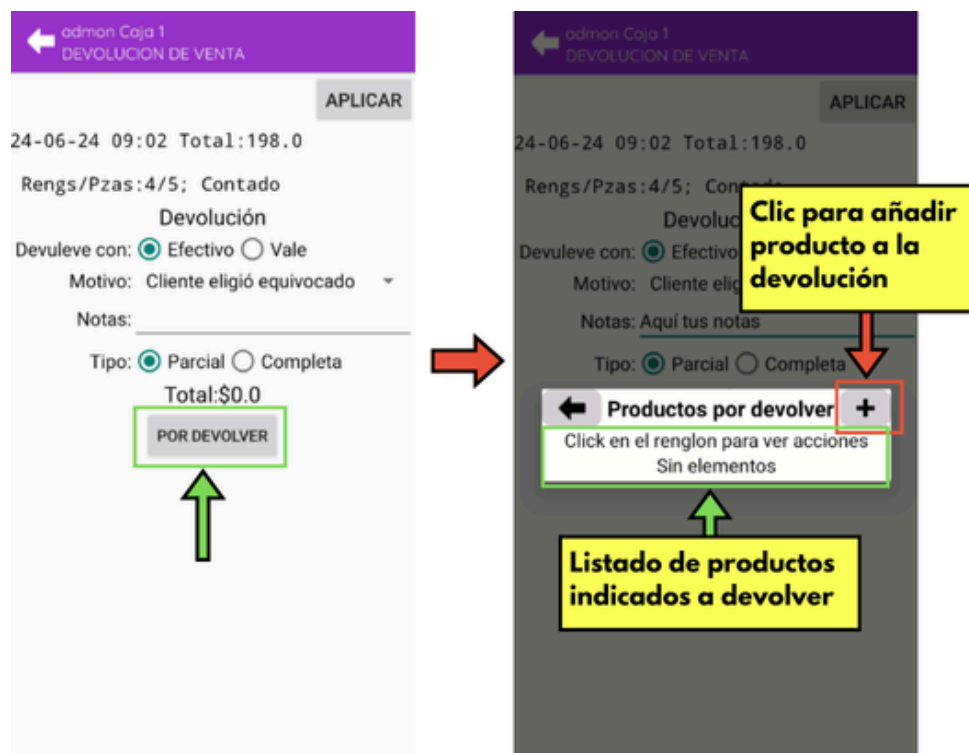 admon Caja 1
DEVOLUCION DE VENTA
APLICAR
24-06-24 09:02 Total:198.0
Rengs/Pzas:4/5; Contado
Devolución
Devuleve con: Efectivo Vale
Motivo: Cliente eligió equivocado
Notas:
Tipo: Parcial Completa
Total:$0.0
POR DEVOLVER
admon Caja 1
DEVOLUCION DE VENTA
APLICAR
24-06-24 09:02 Total:198.0
Rengs/Pzas:4/5;
Clic para añadir
producto a la
devolución
Devuleve con: Efectivo
Motivo: Cliente
Notas: Aquí tus notas
Tipo: Parcial Completa
Productos por devolver +
Click en el renglon para ver acciones
Sin elementos
Listado de productos
indicados a devolver